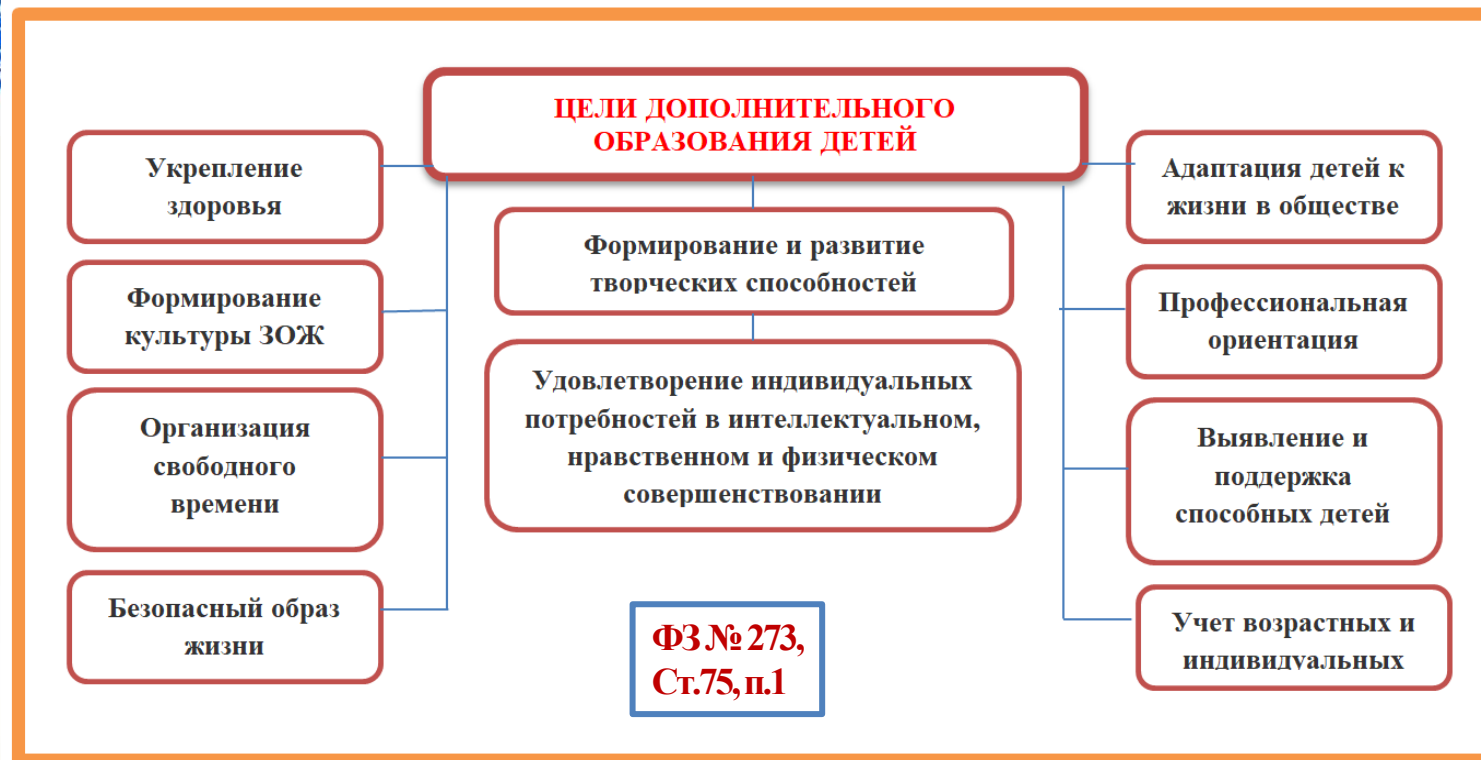 ЦЕЛИ ДОПОЛНИТЕЛЬНОГО
ОБРАЗОВАНИЯ ДЕТЕЙ
Укрепление
здоровья
Формирование
культуры ЗОЖ
Организация
свободного
времени
Безопасный образ
жизни
Формирование и развитие
творческих способностей
Удовлетворение индивидуальных
потребностей в интеллектуальном,
нравственном и физическом
совершенствовании
ФЗ № 273,
Ст.75, п.1
Адаптация детей к
жизни в обществе
Профессиональная
ориентация
Выявление и
поддержка
способных детей
Учет возрастных и
индивидуальных